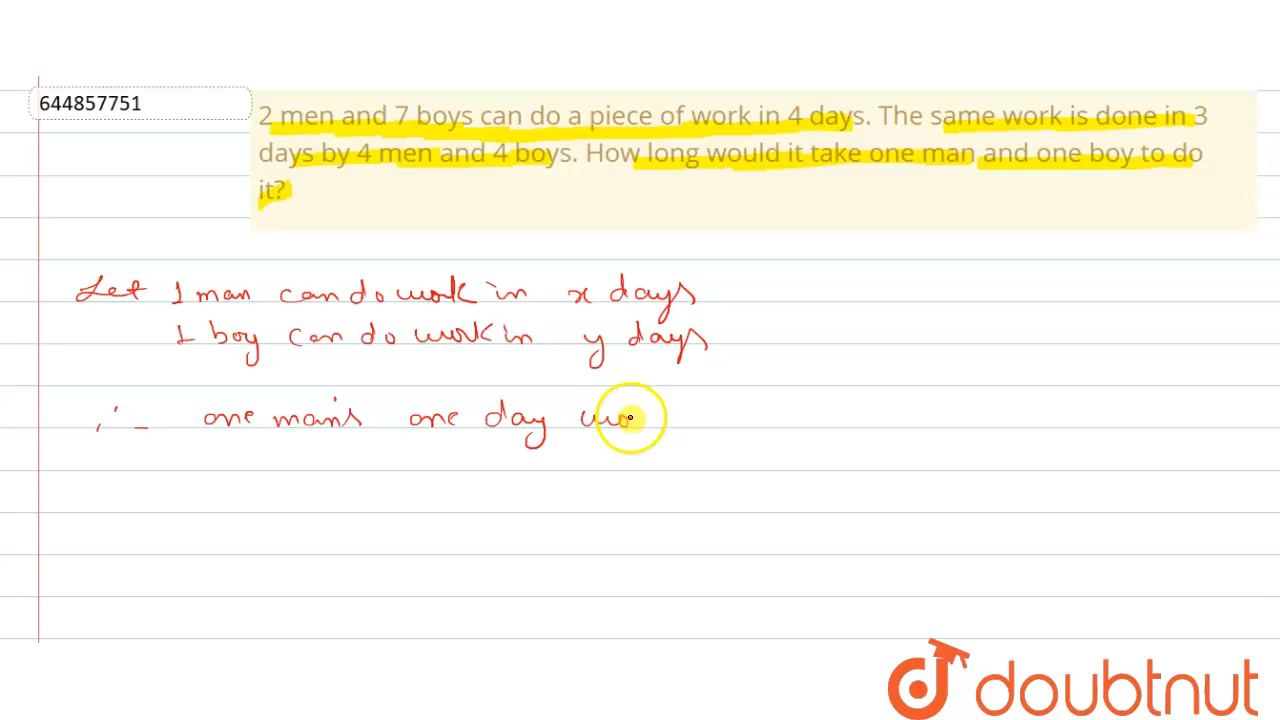 644857751
2 men and 7 boys can do a piece of work in 4 days. The same work is done in 3
days by 4 men and 4 boys. How long would it take one man and one boy to do
it?
Let 1 man can do work in x days
1 boy can do work in y days
∴ one man's one day wo
doubtnut